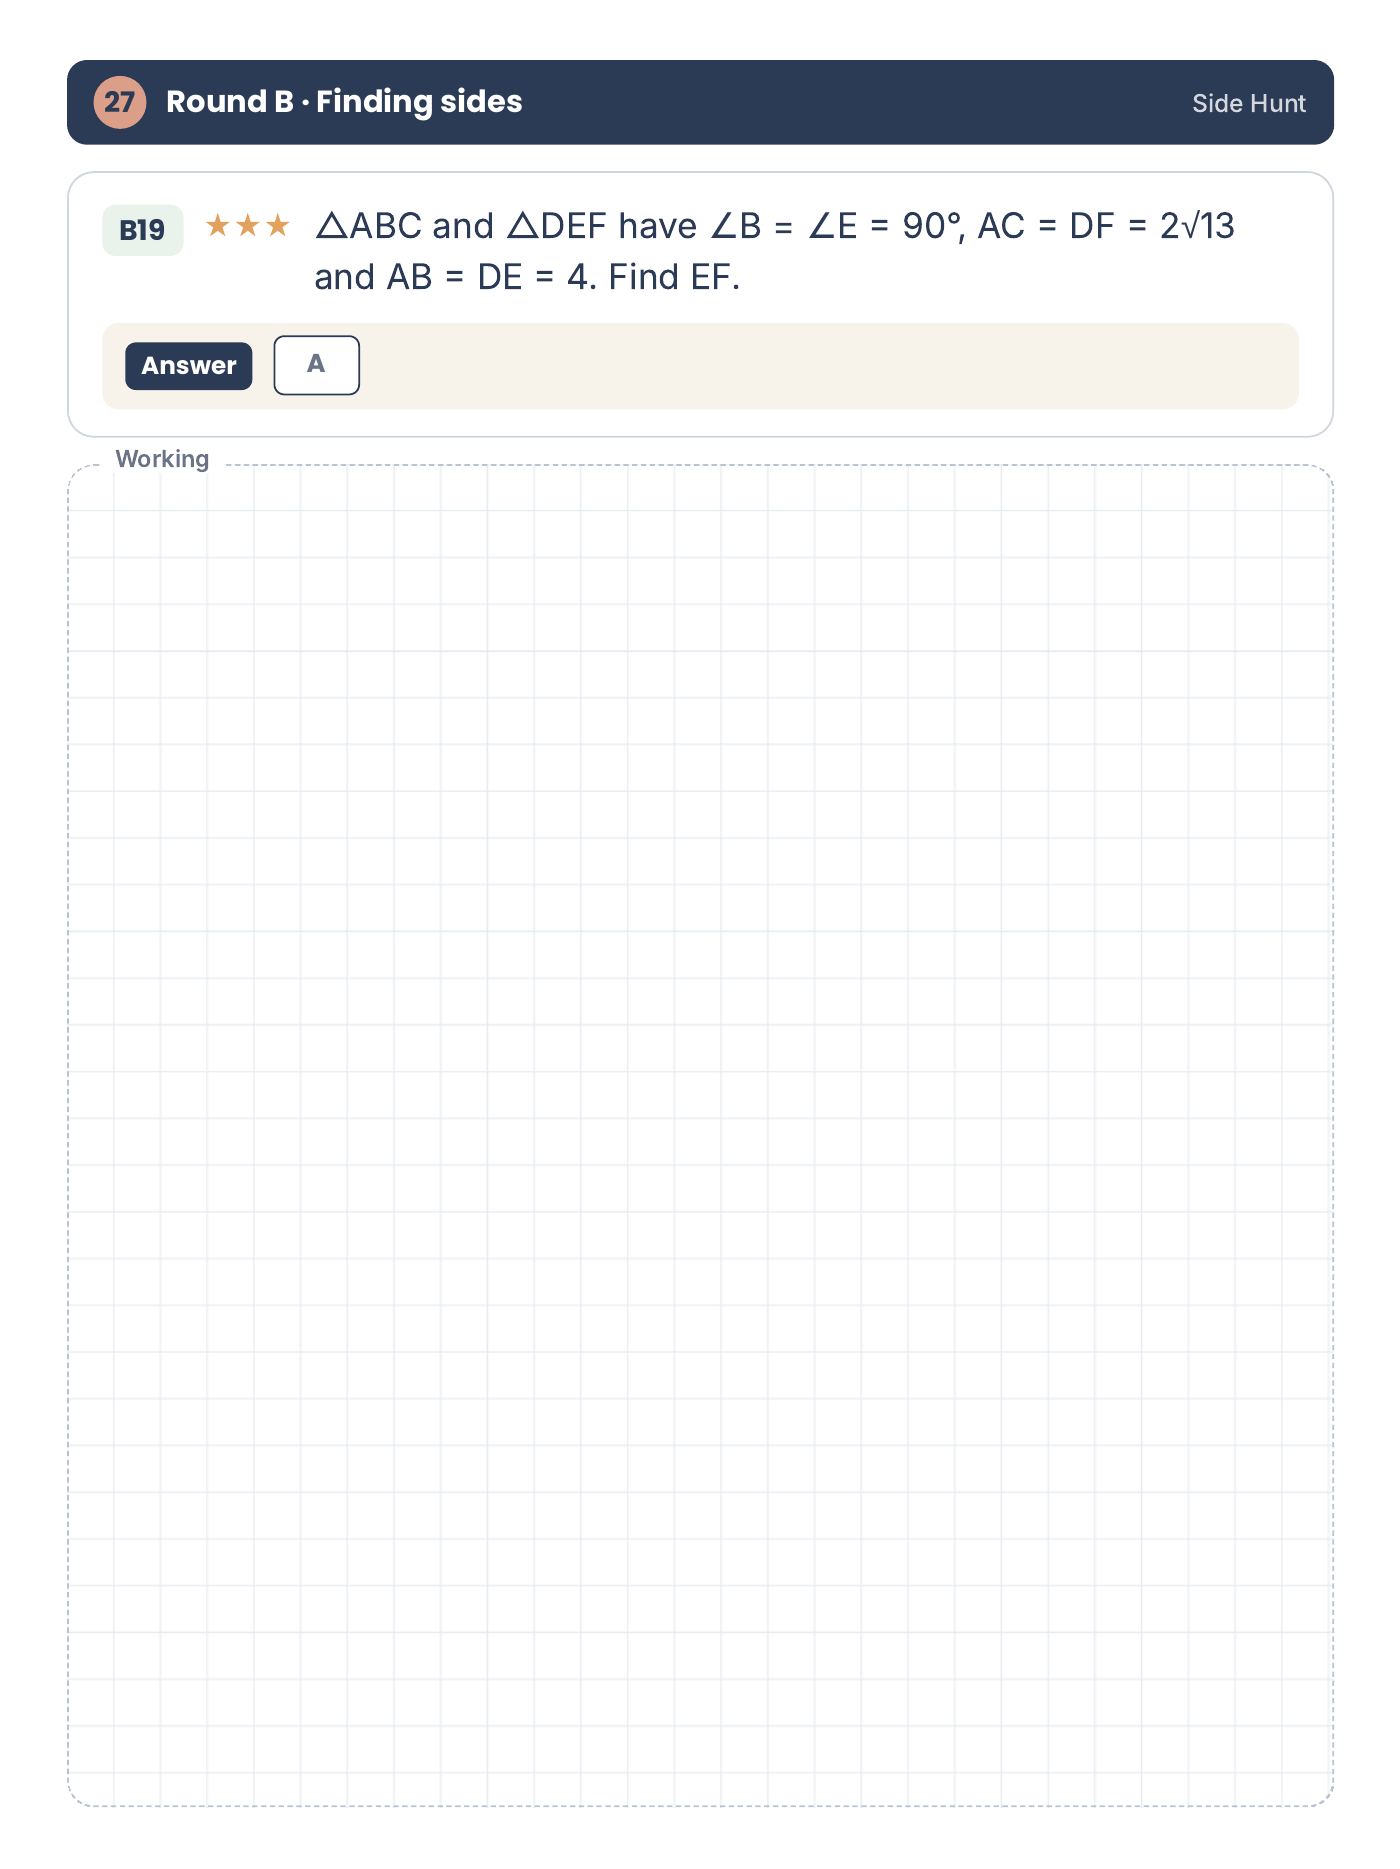 27 Round B · Finding sides Side Hunt
B19 ★★★ △ABC and △DEF have ∠B = ∠E = 90°, AC = DF = 2√13
and AB = DE = 4. Find EF.
Answer A
Working